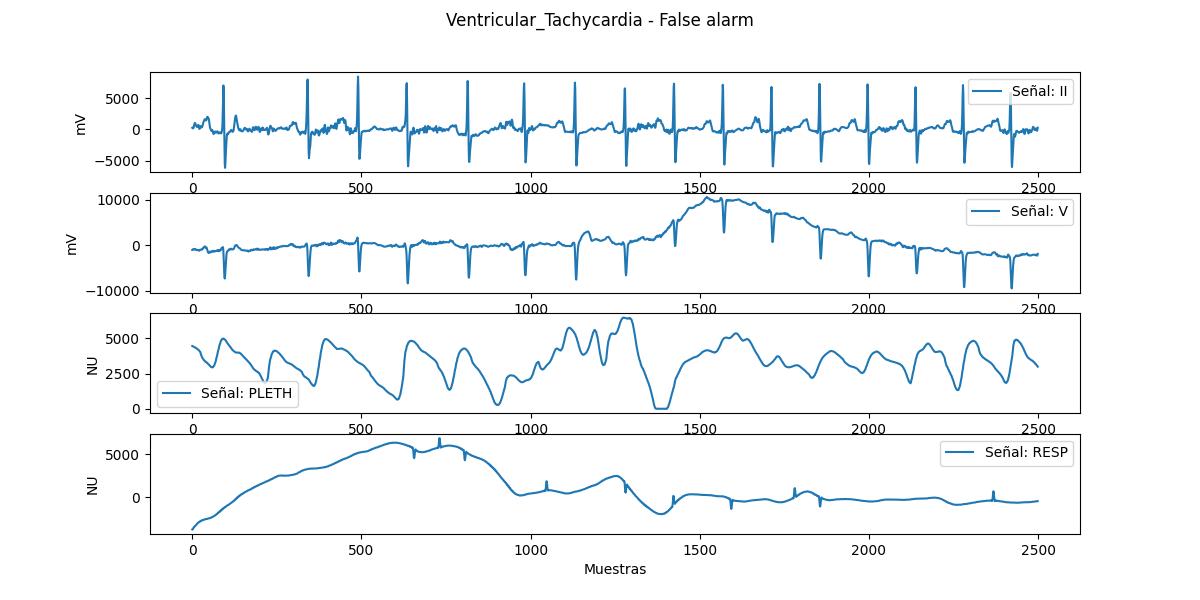 Ventricular_Tachycardia - False alarm
5000
0
−5000
mV
Señal: II
0 500 1000 1500 2000 2500
10000
0
−10000
mV
Señal: V
0 500 1000 1500 2000 2500
5000
2500
0
NU
Señal: PLETH
0 500 1000 1500 2000 2500
5000
0
NU
Señal: RESP
0 500 1000 1500 2000 2500
Muestras